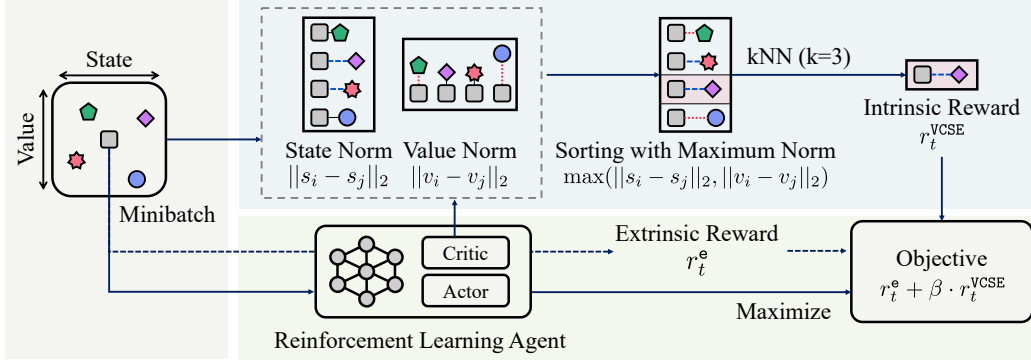 State
Value
Minibatch
State Norm
||s_i − s_j||_2
Value Norm
||v_i − v_j||_2
Sorting with Maximum Norm
max(||s_i − s_j||_2, ||v_i − v_j||_2)
kNN (k=3)
Intrinsic Reward
r_t^VCSE
Critic
Actor
Reinforcement Learning Agent
Extrinsic Reward
r_t^e
Maximize
Objective
r_t^e + β · r_t^VCSE